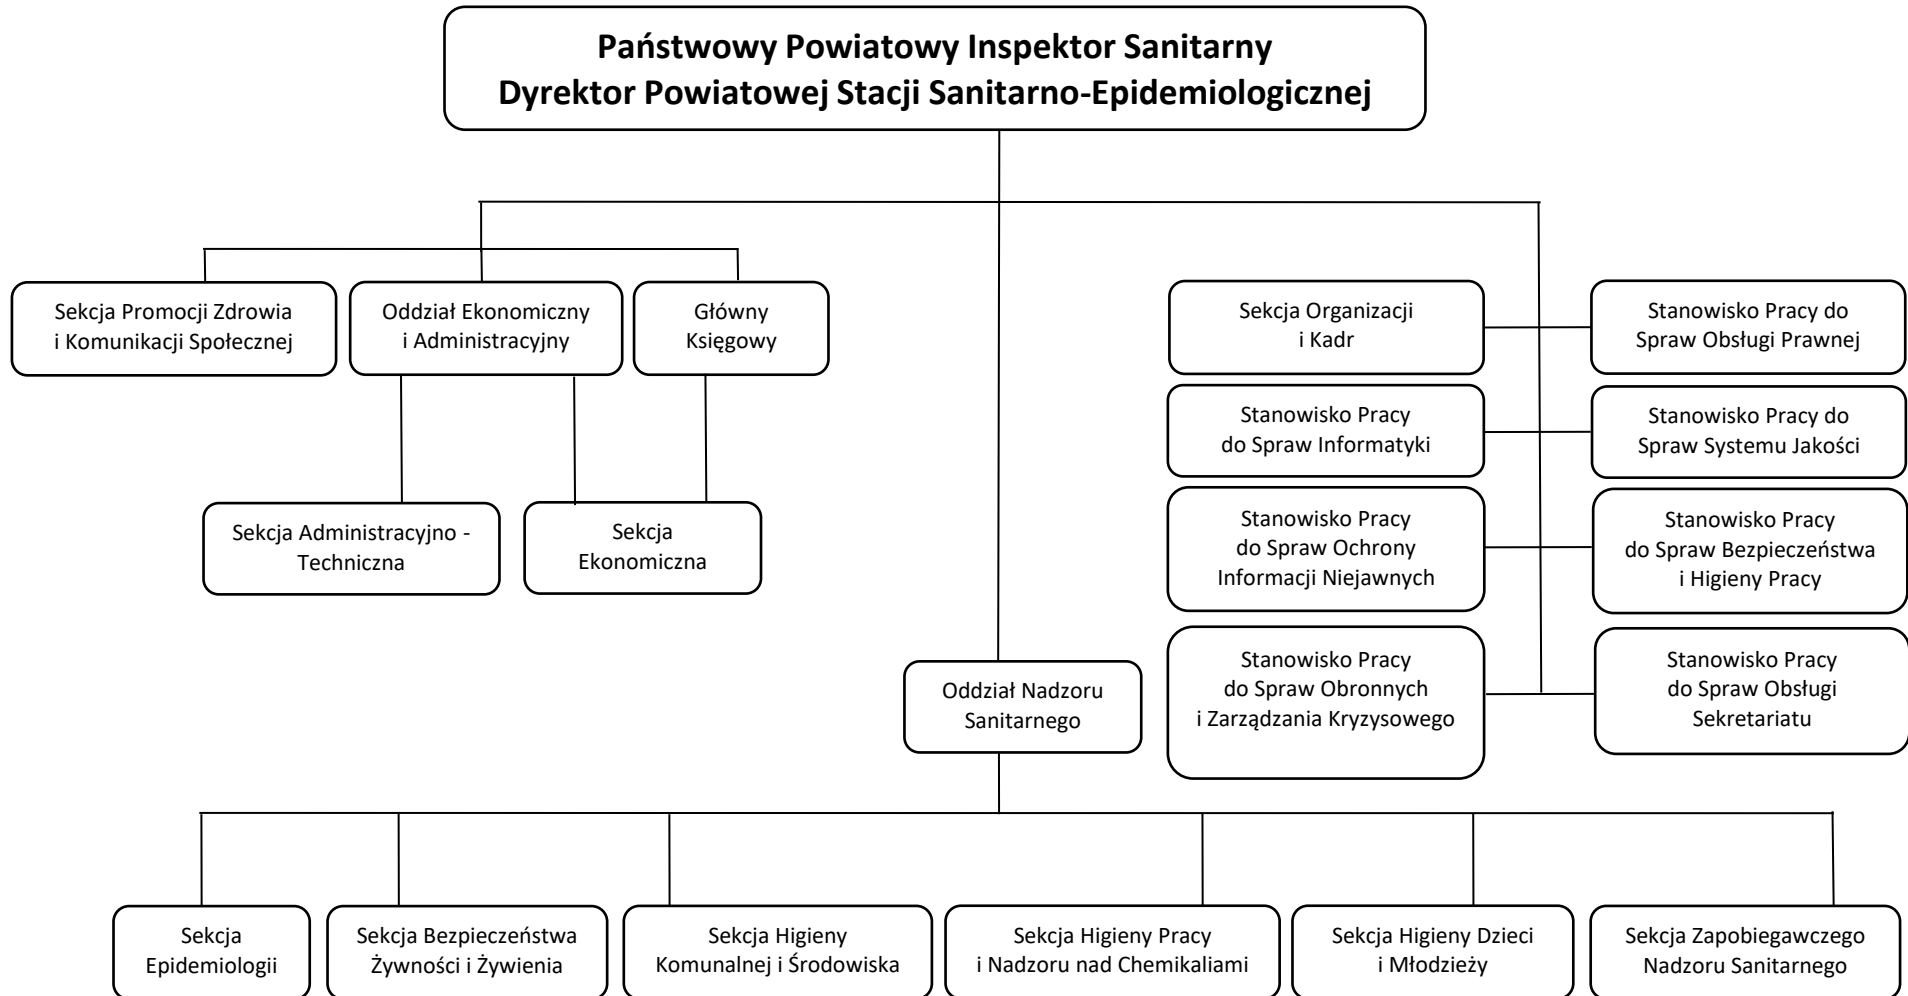 Państwowy Powiatowy Inspektor Sanitarny
Dyrektor Powiatowej Stacji Sanitarno-Epidemiologicznej
Sekcja Promocji Zdrowia
i Komunikacji Społecznej
Oddział Ekonomiczny
i Administracyjny
Główny
Księgowy
Sekcja Organizacji
i Kadr
Stanowisko Pracy do
Spraw Obsługi Prawnej
Stanowisko Pracy
do Spraw Informatyki
Stanowisko Pracy do
Spraw Systemu Jakości
Sekcja Administracyjno -
Techniczna
Sekcja
Ekonomiczna
Stanowisko Pracy
do Spraw Ochrony
Informacji Niejawnych
Stanowisko Pracy
do Spraw Bezpieczeństwa
i Higieny Pracy
Oddział Nadzoru
Sanitarnego
Stanowisko Pracy
do Spraw Obronnych
i Zarządzania Kryzysowego
Stanowisko Pracy
do Spraw Obsługi
Sekretariatu
Sekcja
Epidemiologii
Sekcja Bezpieczeństwa
Żywności i Żywienia
Sekcja Higieny
Komunalnej i Środowiska
Sekcja Higieny Pracy
i Nadzoru nad Chemikaliami
Sekcja Higieny Dzieci
i Młodzieży
Sekcja Zapobiegawczego
Nadzoru Sanitarnego